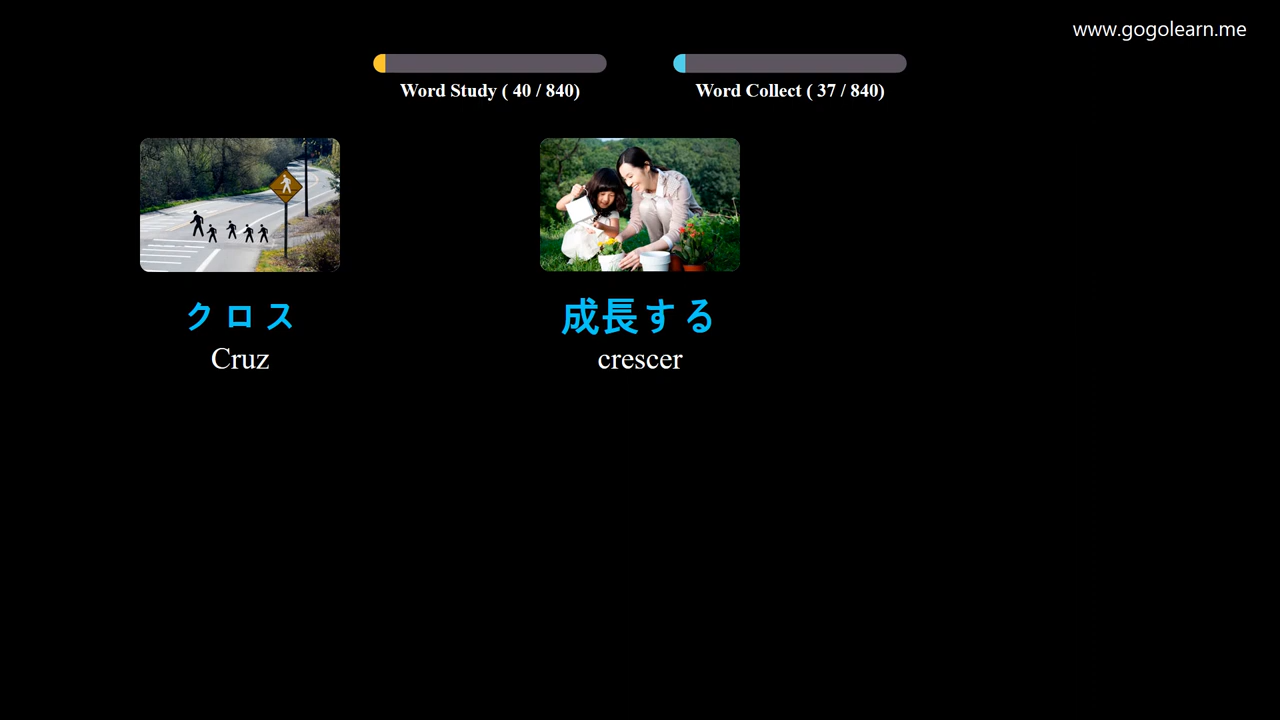 www.gogolearn.me
Word Study ( 40 / 840)
Word Collect ( 37 / 840)
クロス
Cruz
成長する
crescer